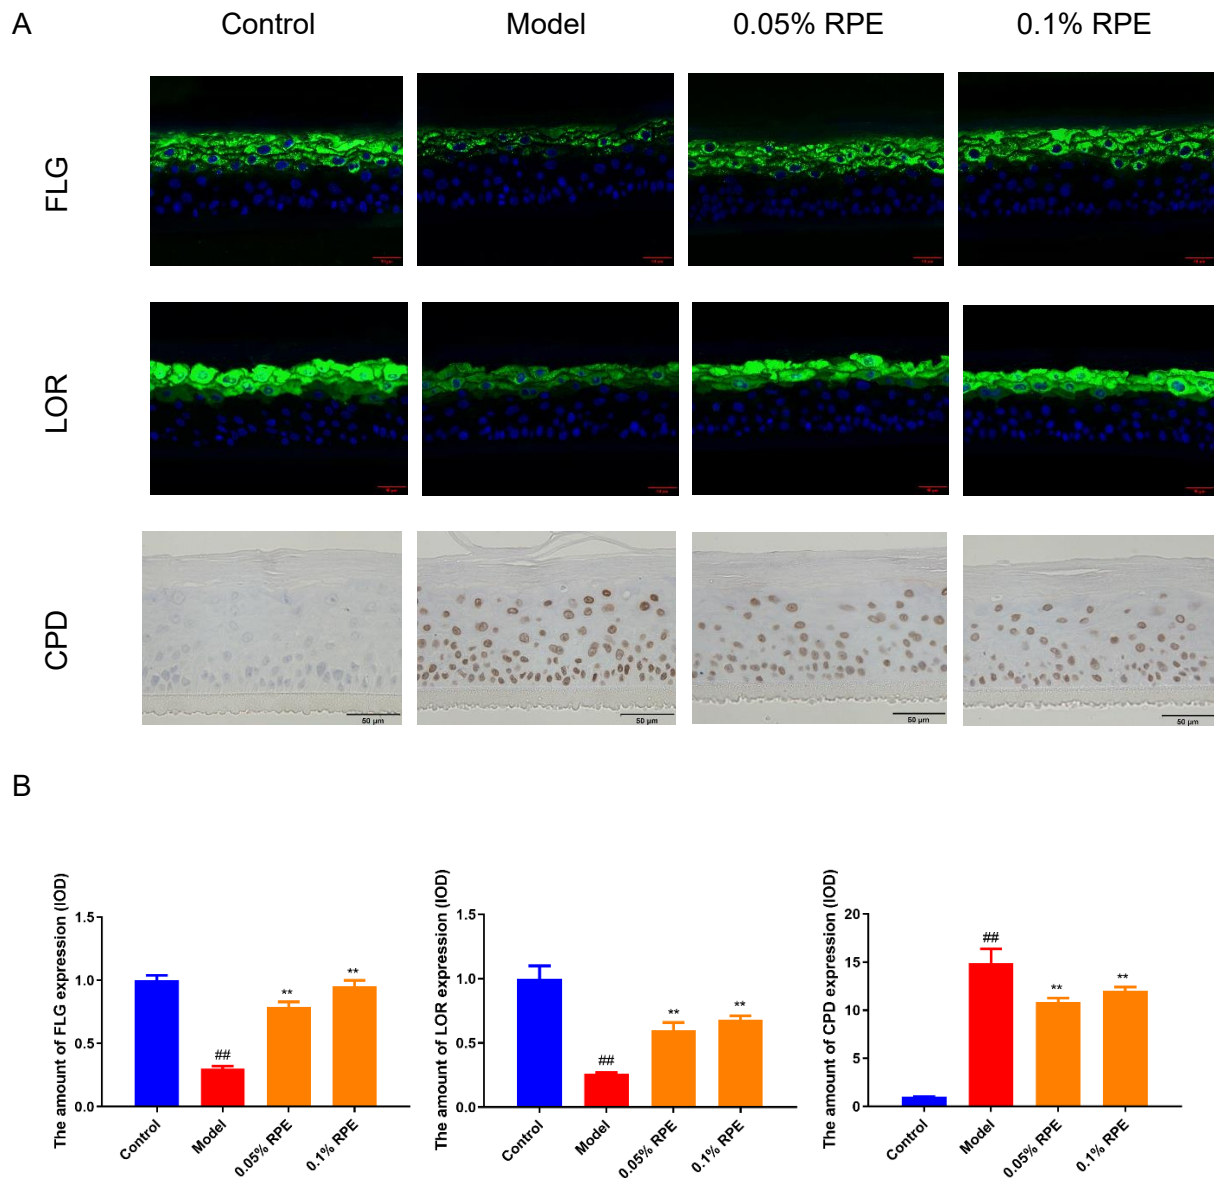 A
Control Model 0.05% RPE 0.1% RPE
FLG
LOR
CPD
50 μm 50 μm 50 μm 50 μm
B
The amount of FLG expression (IOD)
1.5
1.0
0.5
0.0
##
**
**
Control Model 0.05% RPE 0.1% RPE
The amount of LOR expression (IOD)
1.5
1.0
0.5
0.0
##
**
**
Control Model 0.05% RPE 0.1% RPE
The amount of CPD expression (IOD)
20
15
10
5
0
##
**
**
Control Model 0.05% RPE 0.1% RPE